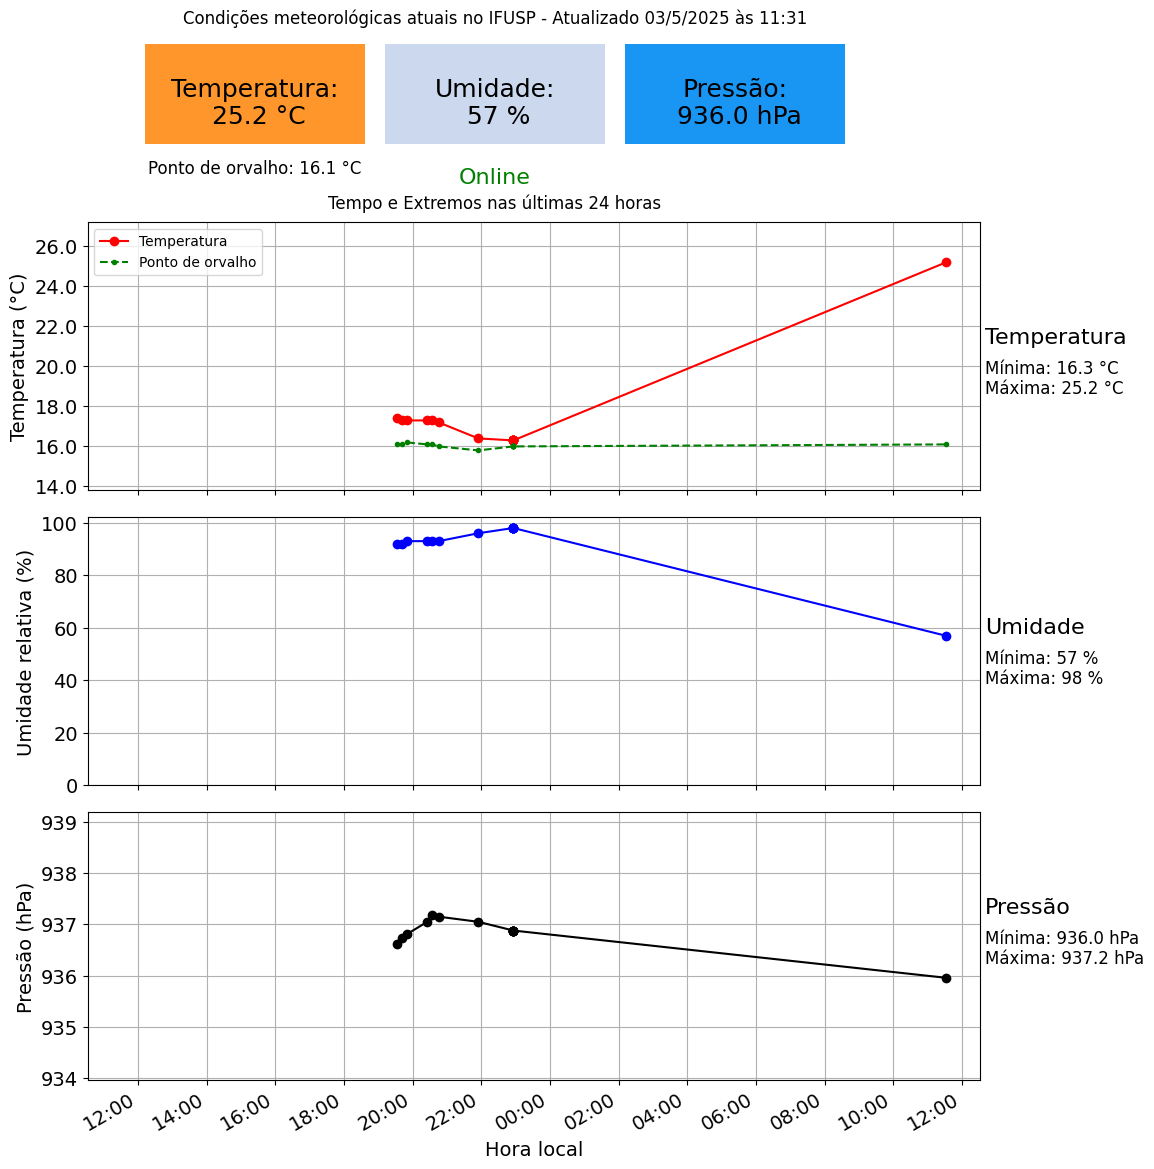 Condições meteorológicas atuais no IFUSP - Atualizado 03/5/2025 às 11:31
Temperatura:
25.2 °C
Umidade:
57 %
Pressão:
936.0 hPa
Ponto de orvalho: 16.1 °C
Online
Tempo e Extremos nas últimas 24 horas
Temperatura
Ponto de orvalho
Temperatura (°C)
26.0
24.0
22.0
20.0
18.0
16.0
14.0
Temperatura
Mínima: 16.3 °C
Máxima: 25.2 °C
Umidade relativa (%)
100
80
60
40
20
0
Umidade
Mínima: 57 %
Máxima: 98 %
Pressão (hPa)
939
938
937
936
935
934
Pressão
Mínima: 936.0 hPa
Máxima: 937.2 hPa
12:00 14:00 16:00 18:00 20:00 22:00 00:00 02:00 04:00 06:00 08:00 10:00 12:00
Hora local